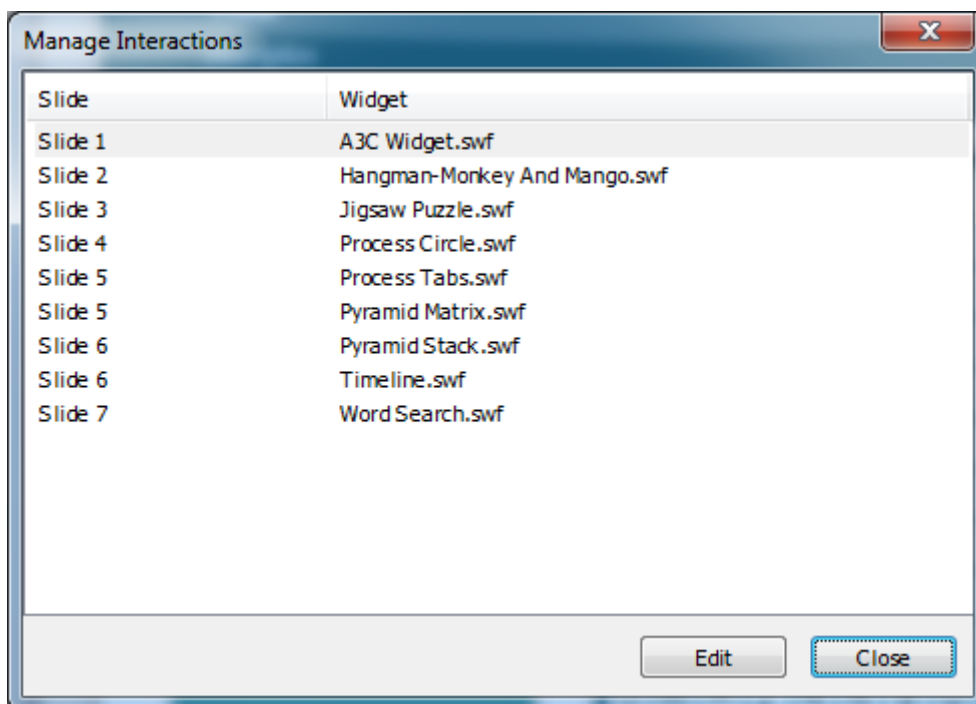 Manage Interactions
Slide Widget
Slide 1 A3C Widget.swf
Slide 2 Hangman-Monkey And Mango.swf
Slide 3 Jigsaw Puzzle.swf
Slide 4 Process Circle.swf
Slide 5 Process Tabs.swf
Slide 5 Pyramid Matrix.swf
Slide 6 Pyramid Stack.swf
Slide 6 Timeline.swf
Slide 7 Word Search.swf
Edit Close